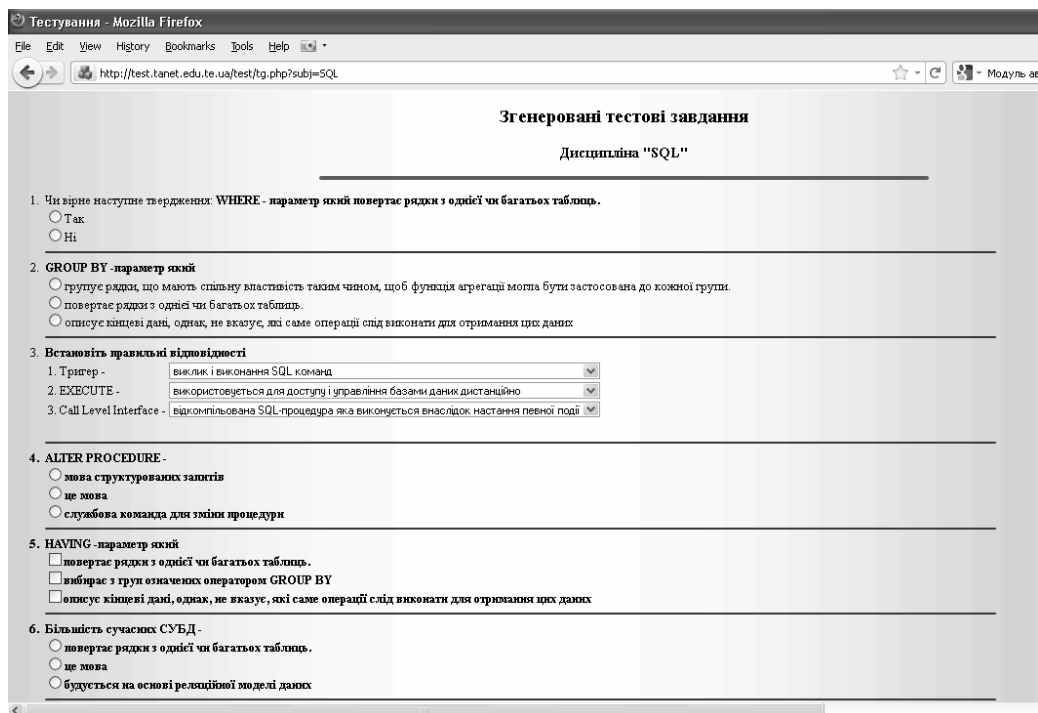 Тестування - Mozilla Firefox
File Edit View History Bookmarks Tools Help
http://test.tanet.edu.te.ua/test/tg.php?subj=SQL
Модуль ав
Згенеровані тестові завдання
Дисципліна "SQL"
1. Чи вірне наступне твердження: WHERE - параметр який повертає рядки з однієї чи багатьох таблиць.
Так
Ні
2. GROUP BY -параметр який
групує рядки, що мають спільну властивість таким чином, щоб функція агрегації могла бути застосована до кожної групи.
повертає рядки з однієї чи багатьох таблиць.
описує кінцеві дані, однак, не вказує, які саме операції слід виконати для отримання цих даних
3. Встановіть правильні відповідності
1. Тригер - виклик і виконання SQL команд
2. EXECUTE - використовується для доступу і управління базами даних дистанційно
3. Call Level Interface - відкомпільована SQL-процедура яка виконується внаслідок настання певної події
4. ALTER PROCEDURE -
мова структурованих запитів
це мова
службова команда для зміни процедури
5. HAVING -параметр який
повертає рядки з однієї чи багатьох таблиць.
вибирає з груп означених оператором GROUP BY
описує кінцеві дані, однак, не вказує, які саме операції слід виконати для отримання цих даних
6. Більшість сучасних СУБД -
повертає рядки з однієї чи багатьох таблиць.
це мова
будується на основі реляційної моделі даних